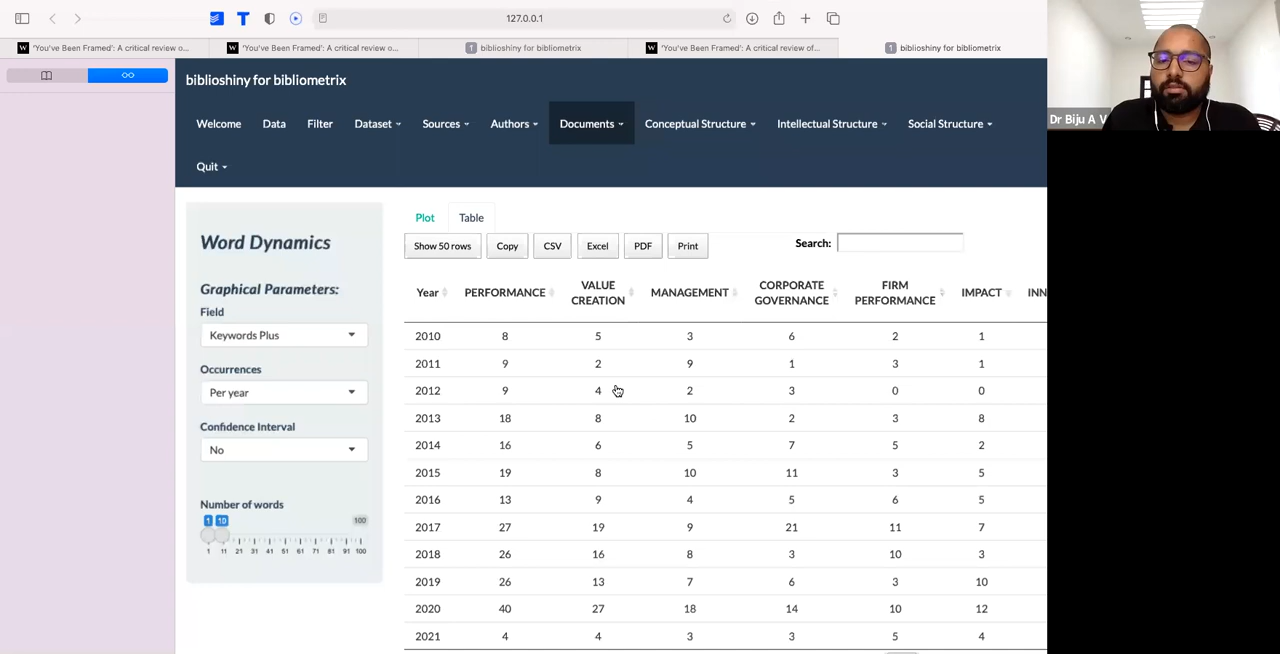 127.0.0.1
'You've Been Framed': A critical review o...
'You've Been Framed': A critical review o...
1 biblioshiny for bibliometrix
'You've Been Framed': A critical review of...
1 biblioshiny for bibliometrix
biblioshiny for bibliometrix
Welcome Data Filter Dataset Sources Authors Documents Conceptual Structure Intellectual Structure Social Structure
Quit
Dr Biju A V
Word Dynamics
Graphical Parameters:
Field
Keywords Plus
Occurrences
Per year
Confidence Interval
No
Number of words
1 10 100
1 11 21 31 41 51 61 71 81 91 100
Plot Table
Show 50 rows Copy CSV Excel PDF Print Search:
Year PERFORMANCE VALUE CREATION MANAGEMENT CORPORATE GOVERNANCE FIRM PERFORMANCE IMPACT INN
2010 8 5 3 6 2 1
2011 9 2 9 1 3 1
2012 9 4 2 3 0 0
2013 18 8 10 2 3 8
2014 16 6 5 7 5 2
2015 19 8 10 11 3 5
2016 13 9 4 5 6 5
2017 27 19 9 21 11 7
2018 26 16 8 3 10 3
2019 26 13 7 6 3 10
2020 40 27 18 14 10 12
2021 4 4 3 3 5 4